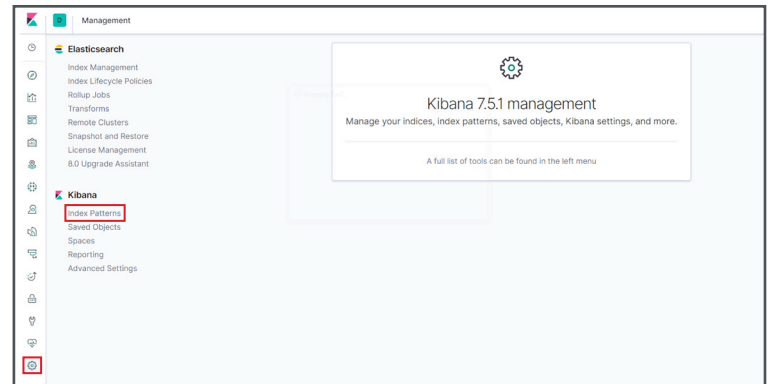 D Management
Elasticsearch
Index Management
Index Lifecycle Policies
Rollup Jobs
Transforms
Remote Clusters
Snapshot and Restore
License Management
8.0 Upgrade Assistant
Kibana
Index Patterns
Saved Objects
Spaces
Reporting
Advanced Settings
Kibana 7.5.1 management
Manage your indices, index patterns, saved objects, Kibana settings, and more.
A full list of tools can be found in the left menu